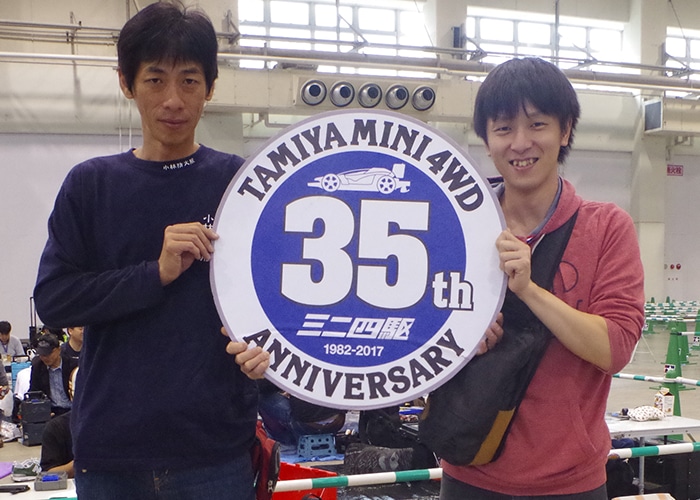 TAMIYA MINI 4WD
35th
ミニ四駆
1982-2017
ANNIVERSARY